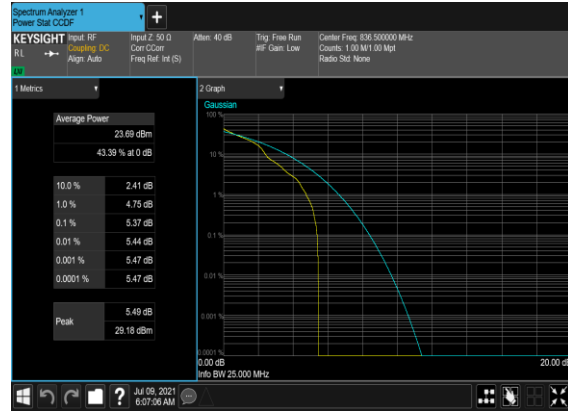 Spectrum Analyzer 1
Power Stat CCDF
KEYSIGHT
RL
Input: RF
Coupling: DC
Align: Auto
Input Z: 50 Ω
Corr CCorr
Freq Ref: Int (S)
Atten: 40 dB
Trig: Free Run
#IF Gain: Low
Center Freq: 836.500000 MHz
Counts: 1.00 M/1.00 Mpt
Radio Std: None
1 Metrics
Average Power
23.69 dBm
43.39 % at 0 dB
10.0 % 2.41 dB
1.0 % 4.75 dB
0.1 % 5.37 dB
0.01 % 5.44 dB
0.001 % 5.47 dB
0.0001 % 5.47 dB
Peak
5.49 dB
29.18 dBm
2 Graph
Gaussian
100 %
10 %
1 %
0.1 %
0.01 %
0.001 %
0.0001 %
0.00 dB
20.00 dB
Info BW 25.000 MHz
Jul 09, 2021
6:07:06 AM